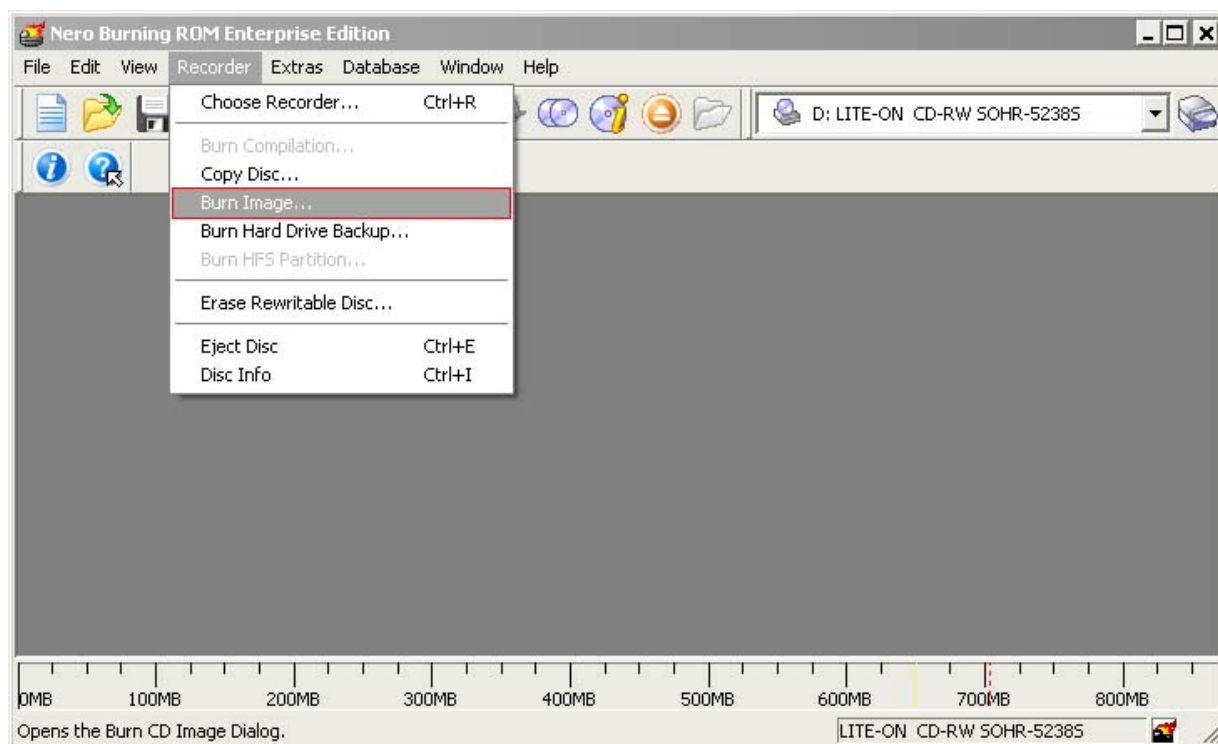 Nero Burning ROM Enterprise Edition
File Edit View Recorder Extras Database Window Help
Choose Recorder... Ctrl+R
D: LITE-ON CD-RW SOHR-5238S
Burn Compilation...
Copy Disc...
Burn Image...
Burn Hard Drive Backup...
Burn HFS Partition...
Erase Rewritable Disc...
Eject Disc Ctrl+E
Disc Info Ctrl+I
0MB 100MB 200MB 300MB 400MB 500MB 600MB 700MB 800MB
Opens the Burn CD Image Dialog. LITE-ON CD-RW SOHR-5238S